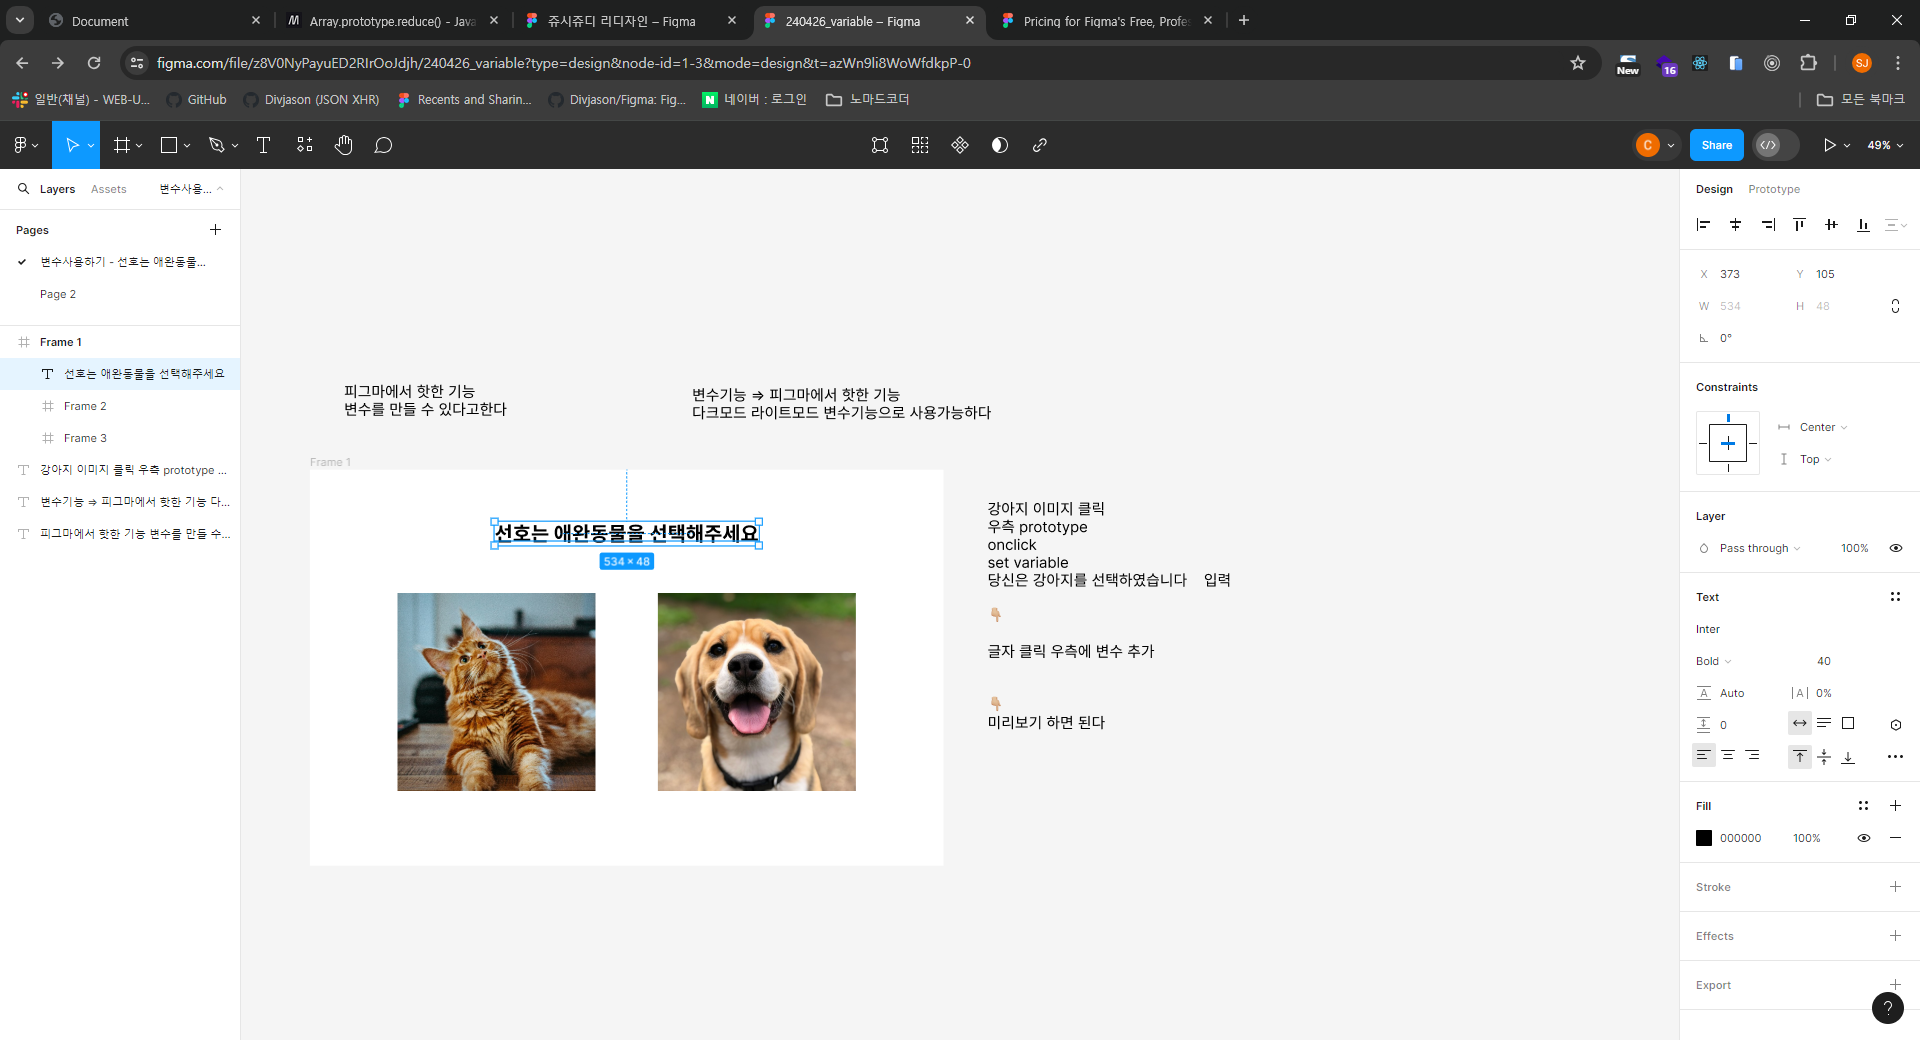 Document
Array.prototype.reduce() - Java
쥬시쥬디 리디자인 – Figma
240426_variable – Figma
Pricing for Figma's Free, Profes
figma.com/file/z8V0NyPayuED2RIrOoJdjh/240426_variable?type=design&node-id=1-3&mode=design&t=azWn9li8WoWfdkpP-0
New
16
SJ
일반(채널) - WEB-U...
GitHub
Divjason (JSON XHR)
Recents and Sharin...
Divjason/Figma: Fig...
네이버 : 로그인
노마드코더
모든 북마크
C
Share
49%
Layers
Assets
변수사용...
Pages
변수사용하기 - 선호는 애완동물...
Page 2
Frame 1
선호는 애완동물을 선택해주세요
Frame 2
Frame 3
강아지 이미지 클릭 우측 prototype ...
변수기능 => 피그마에서 핫한 기능 다...
피그마에서 핫한 기능 변수를 만들 수...
피그마에서 핫한 기능
변수를 만들 수 있다고한다
변수기능 => 피그마에서 핫한 기능
다크모드 라이트모드 변수기능으로 사용가능하다
Frame 1
선호는 애완동물을 선택해주세요
534 × 48
강아지 이미지 클릭
우측 prototype
onclick
set variable
당신은 강아지를 선택하였습니다 입력
👇🏼
글자 클릭 우측에 변수 추가
👇🏼
미리보기 하면 된다
Design
Prototype
X 373 Y 105
W 534 H 48
0°
Constraints
Center
Top
Layer
Pass through 100%
Text
Inter
Bold 40
Auto 0%
0
Fill
000000 100%
Stroke
Effects
Export
?